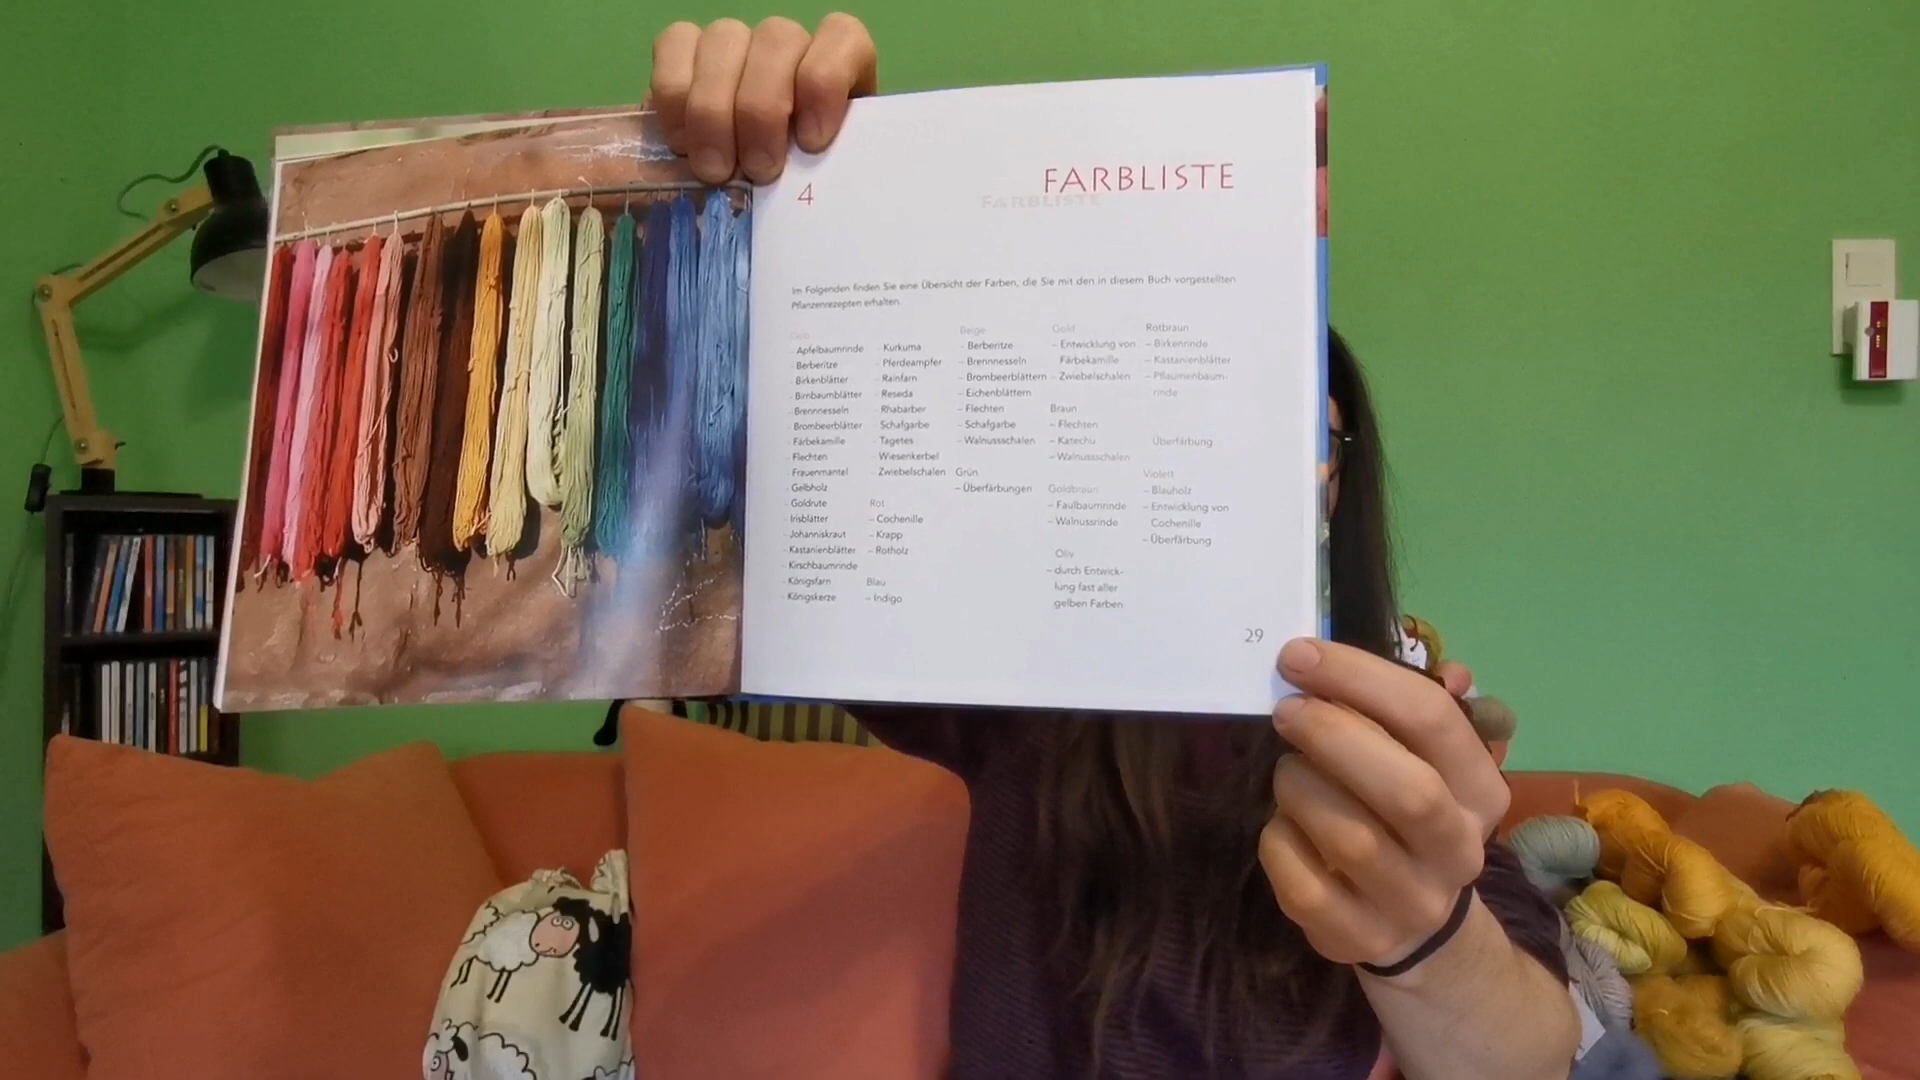 4
FARBLISTE
FARBLISTE
Im Folgenden finden Sie eine Übersicht der Farben, die Sie mit den in diesem Buch vorgestellten
Pflanzenrezepten erhalten.
Gelb
- Apfelbaumrinde
- Berberitze
- Birkenblätter
- Birnbaumblätter
- Brennnesseln
- Brombeerblätter
- Färbekamille
- Flechten
- Frauenmantel
- Gelbholz
- Goldrute
- Irisblätter
- Johanniskraut
- Kastanienblätter
- Kirschbaumrinde
- Königsfarn
- Königskerze
- Kurkuma
- Pferdeampfer
- Rainfarn
- Reseda
- Rhabarber
- Schafgarbe
- Tagetes
- Wiesenkerbel
- Zwiebelschalen
Rot
– Cochenille
– Krapp
– Rotholz
Blau
– Indigo
Beige
– Berberitze
– Brennnesseln
– Brombeerblättern
– Eichenblättern
– Flechten
– Schafgarbe
– Walnussschalen
Grün
– Überfärbungen
Gold
– Entwicklung von
Färbekamille
– Zwiebelschalen
Braun
– Flechten
– Katechu
– Walnussschalen
Goldbraun
– Faulbaumrinde
– Walnussrinde
Oliv
– durch Entwick-
lung fast aller
gelben Farben
Rotbraun
– Birkenrinde
– Kastanienblätter
– Pflaumenbaum-
rinde
Überfärbung
Violett
– Blauholz
– Entwicklung von
Cochenille
– Überfärbung
29